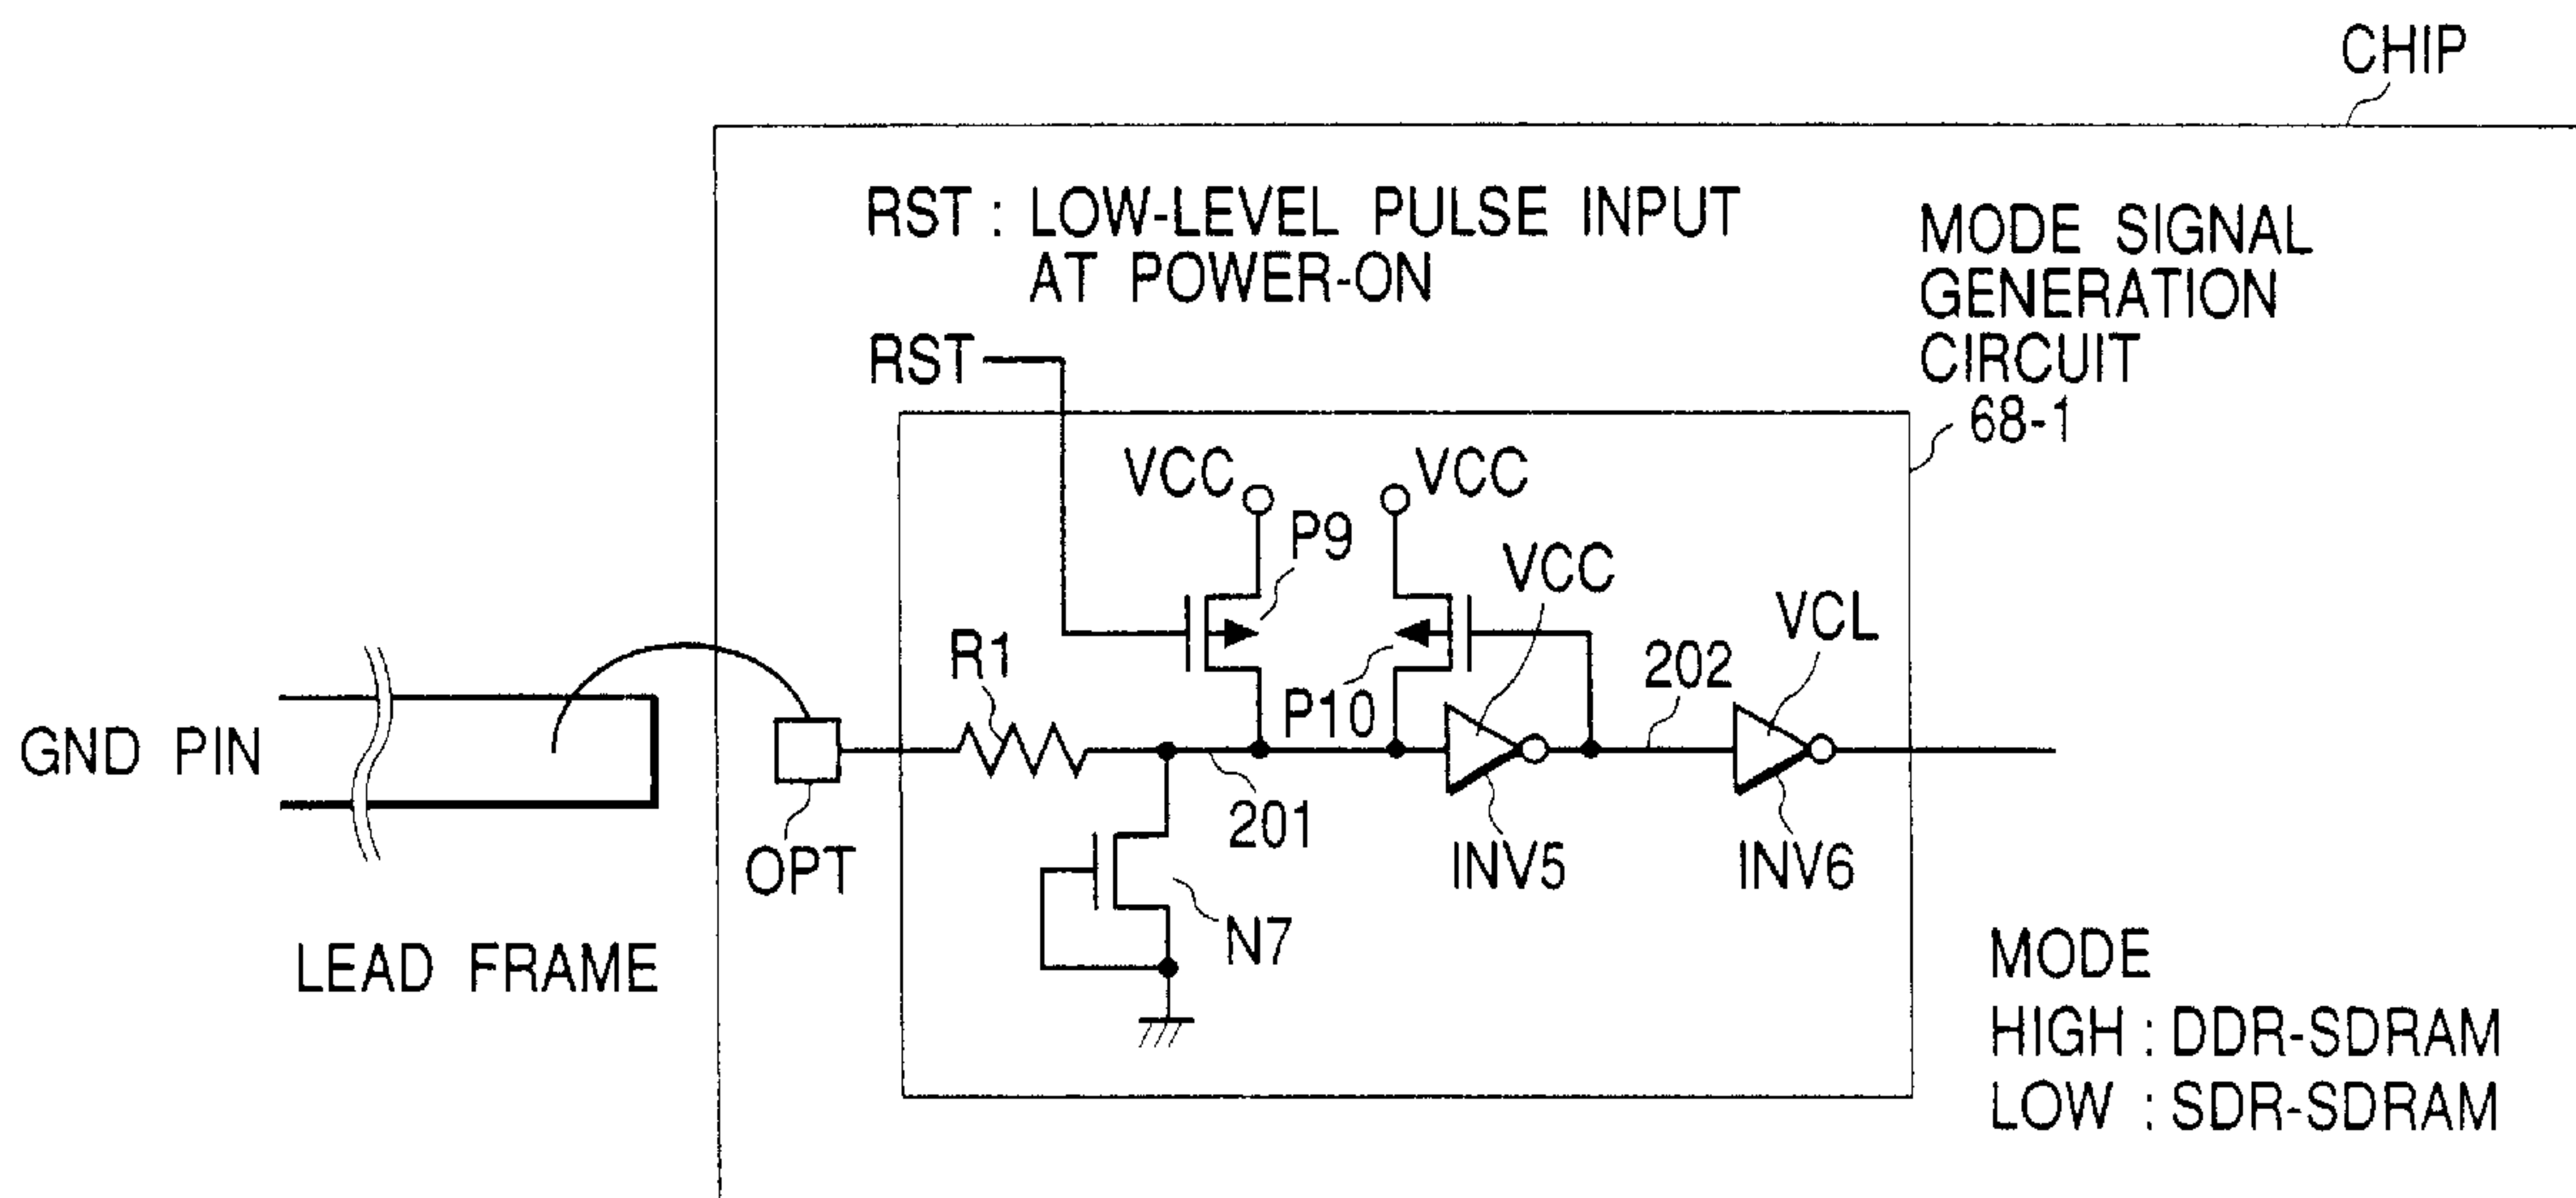 CHIP
RST : LOW-LEVEL PULSE INPUT
AT POWER-ON
MODE SIGNAL
GENERATION
CIRCUIT
68-1
RST
VCC
VCC
P9
VCC
VCL
R1
P10
202
GND PIN
201
OPT
INV5
INV6
N7
LEAD FRAME
MODE
HIGH : DDR-SDRAM
LOW : SDR-SDRAM